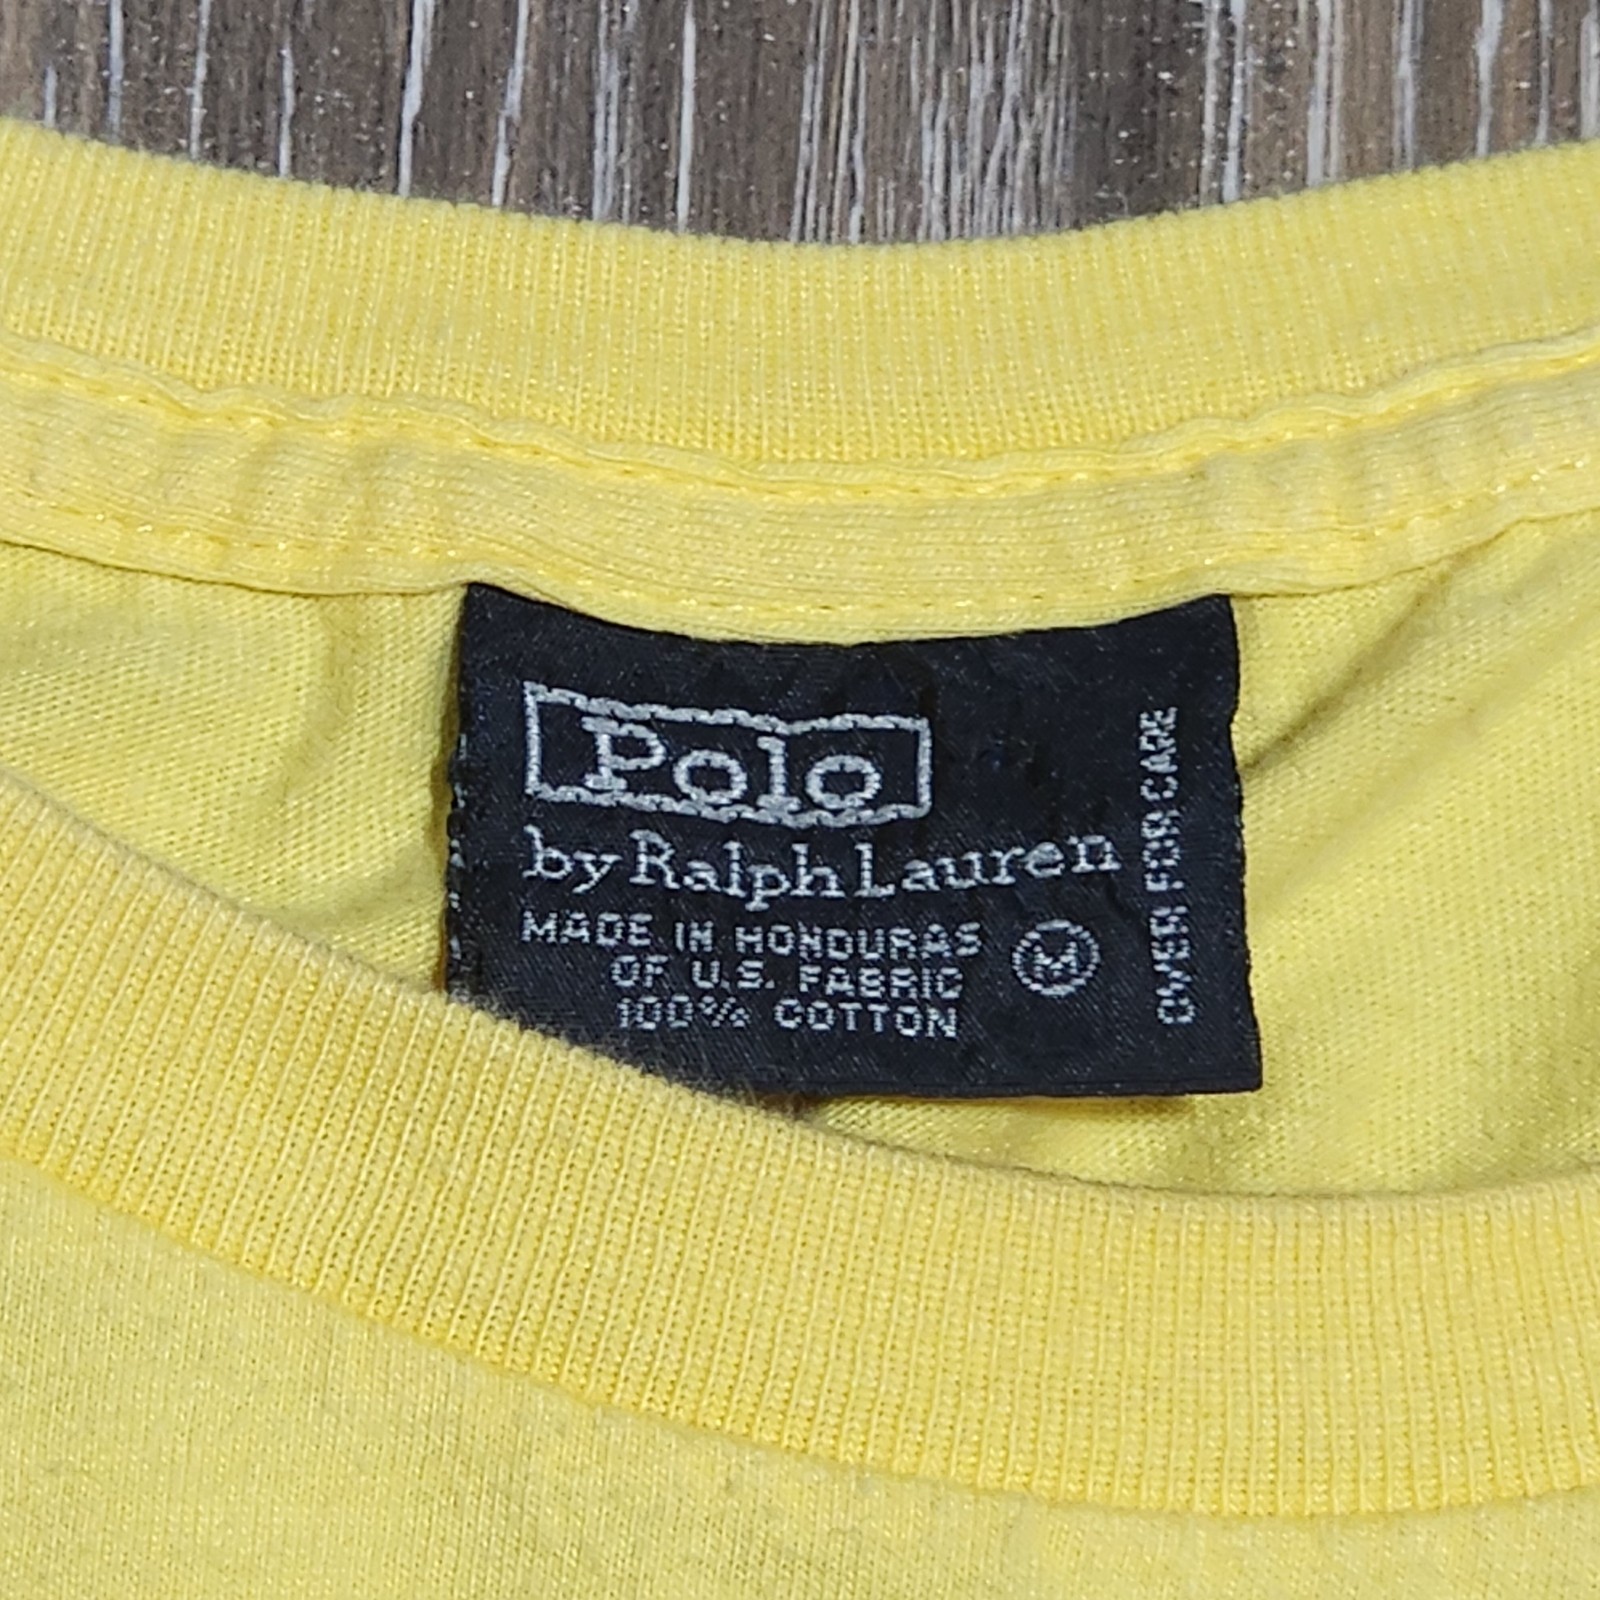 Polo
by Ralph Lauren
MADE IN HONDURAS
OF U.S. FABRIC
100% COTTON
M
OVER FOR CARE